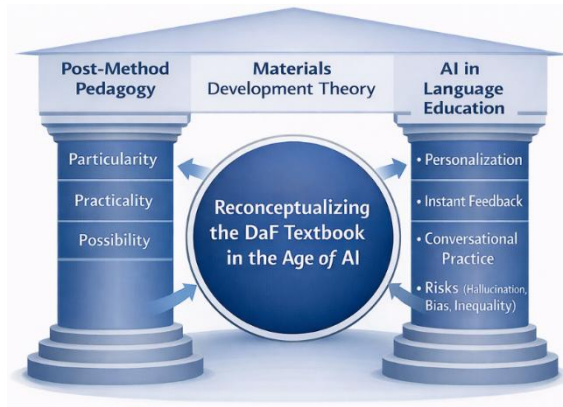 Post-Method
Pedagogy
Materials
Development Theory
AI in
Language
Education
Particularity
Practicality
Possibility
Reconceptualizing
the DaF Textbook
in the Age of AI
• Personalization
• Instant Feedback
• Conversational
Practice
• Risks (Hallucination,
Bias, Inequality)